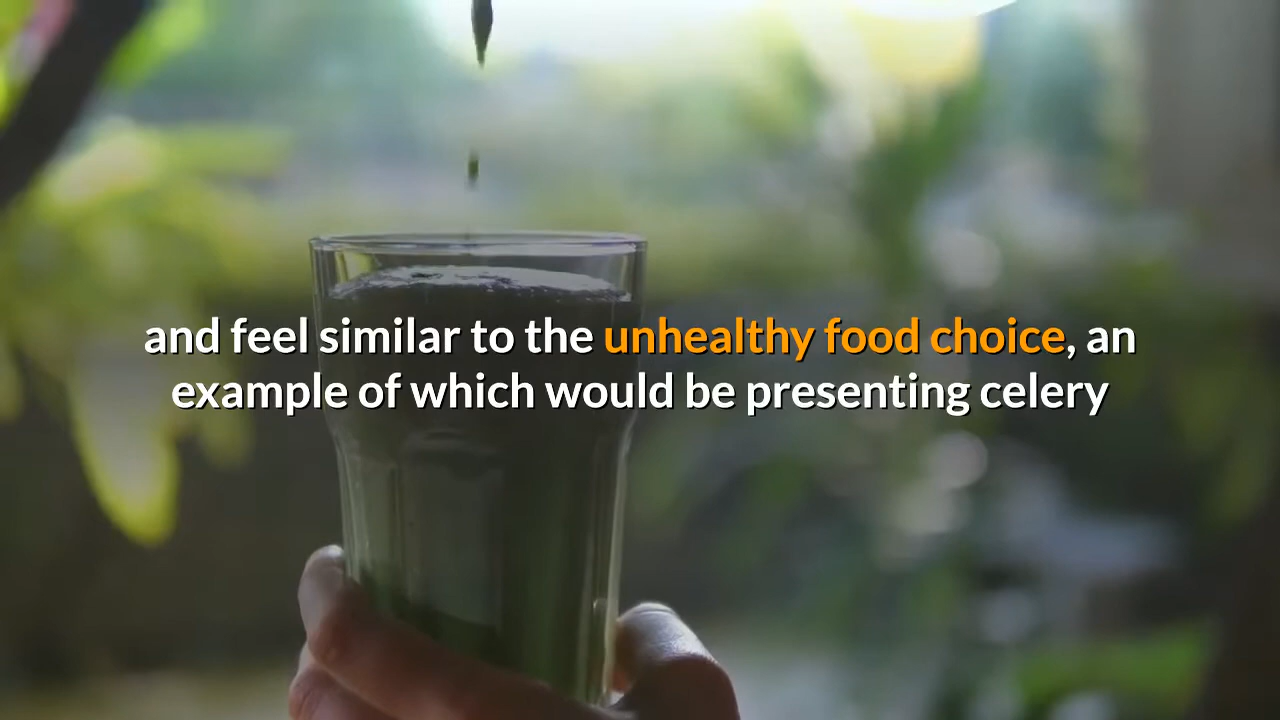 and feel similar to the unhealthy food choice, an
example of which would be presenting celery